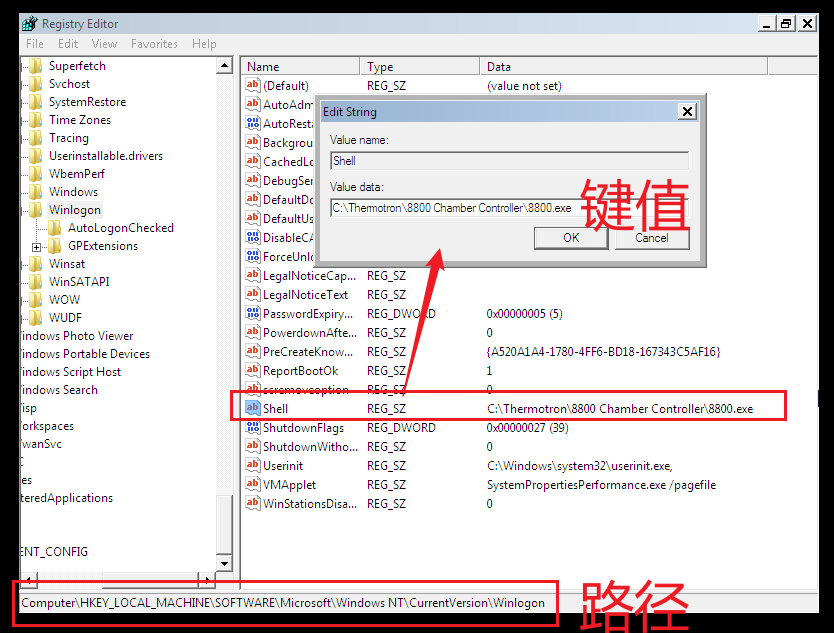 Registry Editor
File Edit View Favorites Help
Superfetch
Svchost
SystemRestore
Time Zones
Tracing
Userinstallable.drivers
WbemPerf
Windows
Winlogon
AutoLogonChecked
GPExtensions
Winsat
WinSATAPI
WOW
WUDF
indows Photo Viewer
indows Portable Devices
indows Script Host
indows Search
isp
orkspaces
wanSvc
es
teredApplications
ENT_CONFIG
Name Type Data
(Default) REG_SZ (value not set)
AutoAdm
AutoResta
Backgrou
CachedLo
DebugSer
DefaultDo
DefaultUs
DisableCA
ForceUnlo
LegalNoticeCap... REG_SZ
LegalNoticeText REG_SZ
PasswordExpiry... REG_DWORD 0x00000005 (5)
PowerdownAfte... REG_SZ 0
PreCreateKnow... REG_SZ {A520A1A4-1780-4FF6-BD18-167343C5AF16}
ReportBootOk REG_SZ 1
scremoveoption REG_SZ 0
Shell REG_SZ C:\Thermotron\8800 Chamber Controller\8800.exe
ShutdownFlags REG_DWORD 0x00000027 (39)
ShutdownWitho... REG_SZ 0
Userinit REG_SZ C:\Windows\system32\userinit.exe,
VMApplet REG_SZ SystemPropertiesPerformance.exe /pagefile
WinStationsDisa... REG_SZ 0
Edit String
Value name:
Shell
Value data:
C:\Themotron\8800 Chamber Controller\8800.exe
键值
OK Cancel
Computer\HKEY_LOCAL_MACHINE\SOFTWARE\Microsoft\Windows NT\CurrentVersion\Winlogon
路径